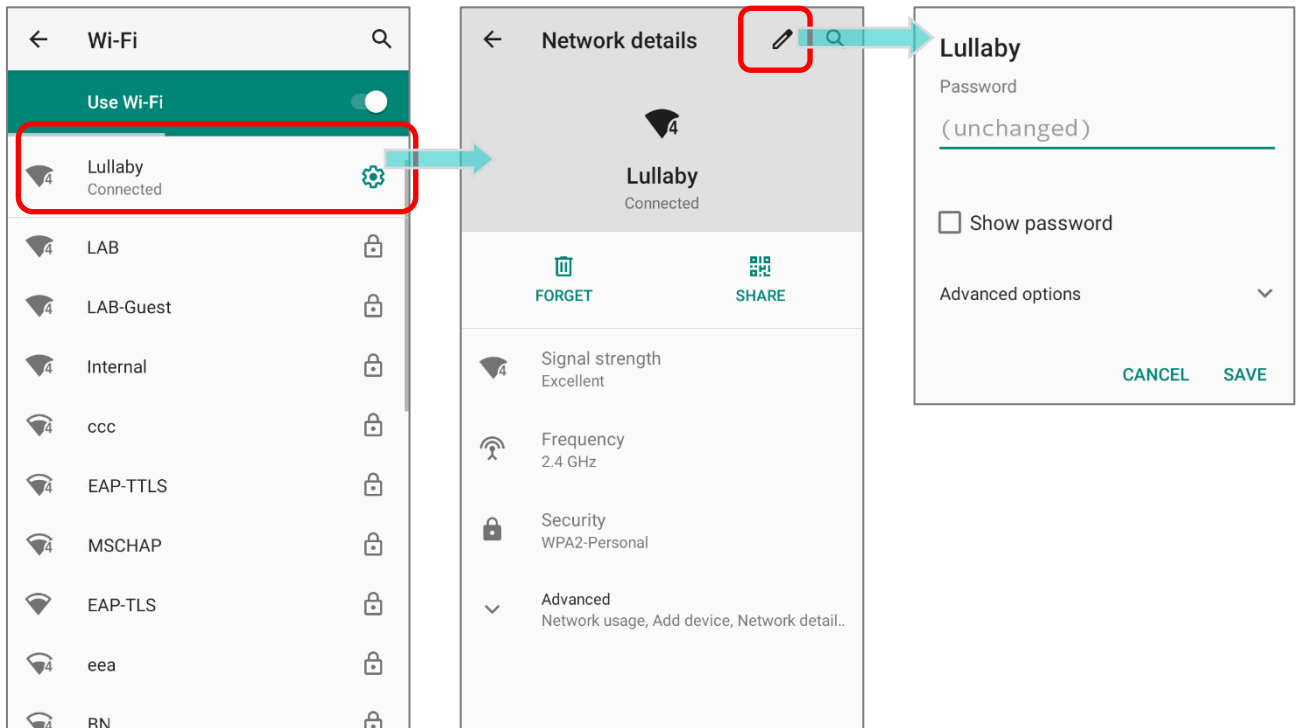 Wi-Fi
Use Wi-Fi
Lullaby
Connected
LAB
LAB-Guest
Internal
ccc
EAP-TTLS
MSCHAP
EAP-TLS
eea
BN
Network details
4
Lullaby
Connected
FORGET SHARE
Signal strength
Excellent
Frequency
2.4 GHz
Security
WPA2-Personal
Advanced
Network usage, Add device, Network detail..
Lullaby
Password
(unchanged)
Show password
Advanced options
CANCEL SAVE